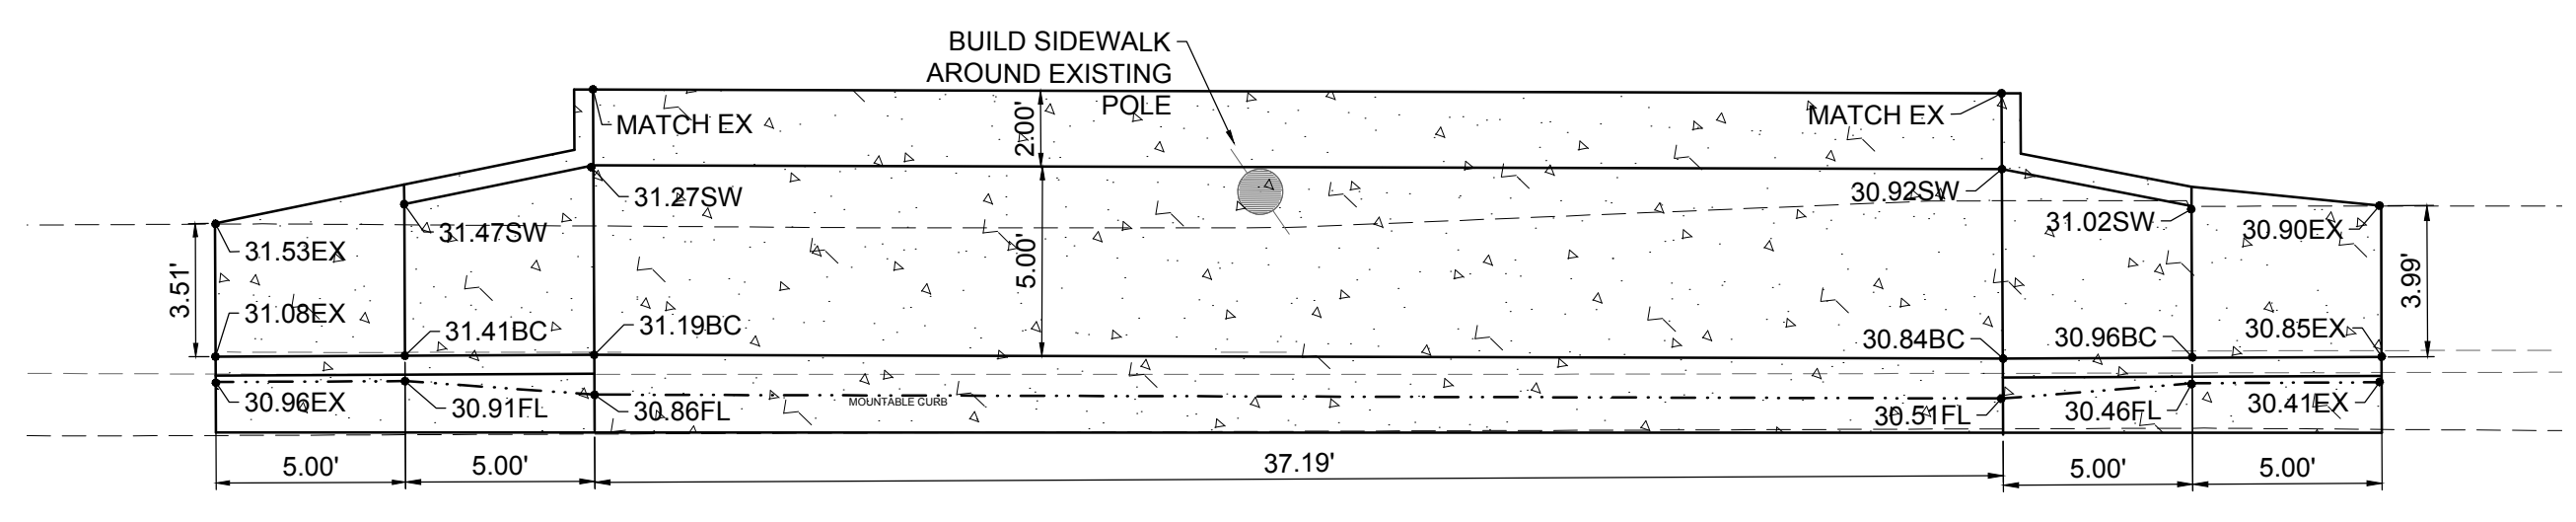 BUILD SIDEWALK
AROUND EXISTING
POLE
MATCH EX
2.00'
MATCH EX
31.27SW
30.92SW
31.47SW
31.02SW
30.90EX
31.53EX
3.51'
5.00'
3.99'
31.08EX
31.41BC
31.19BC
30.84BC
30.96BC
30.85EX
30.96EX
30.91FL
30.86FL
MOUNTABLE CURB
30.51FL
30.46FL
30.41EX
5.00'
5.00'
37.19'
5.00'
5.00'